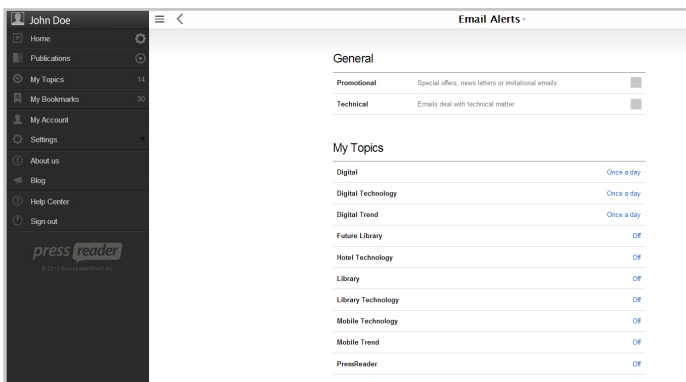 John Doe
Home
Publications
My Topics 14
My Bookmarks 30
My Account
Settings
About us
Blog
Help Center
Sign out
press reader
© 2013 NewspaperDirect Inc
Email Alerts
General
Promotional Special offers, news letters or invitational emails
Technical Emails deal with technical matter
My Topics
Digital Once a day
Digital Technology Once a day
Digital Trend Once a day
Future Library Off
Hotel Technology Off
Library Off
Library Technology Off
Mobile Technology Off
Mobile Trend Off
PressReader Off